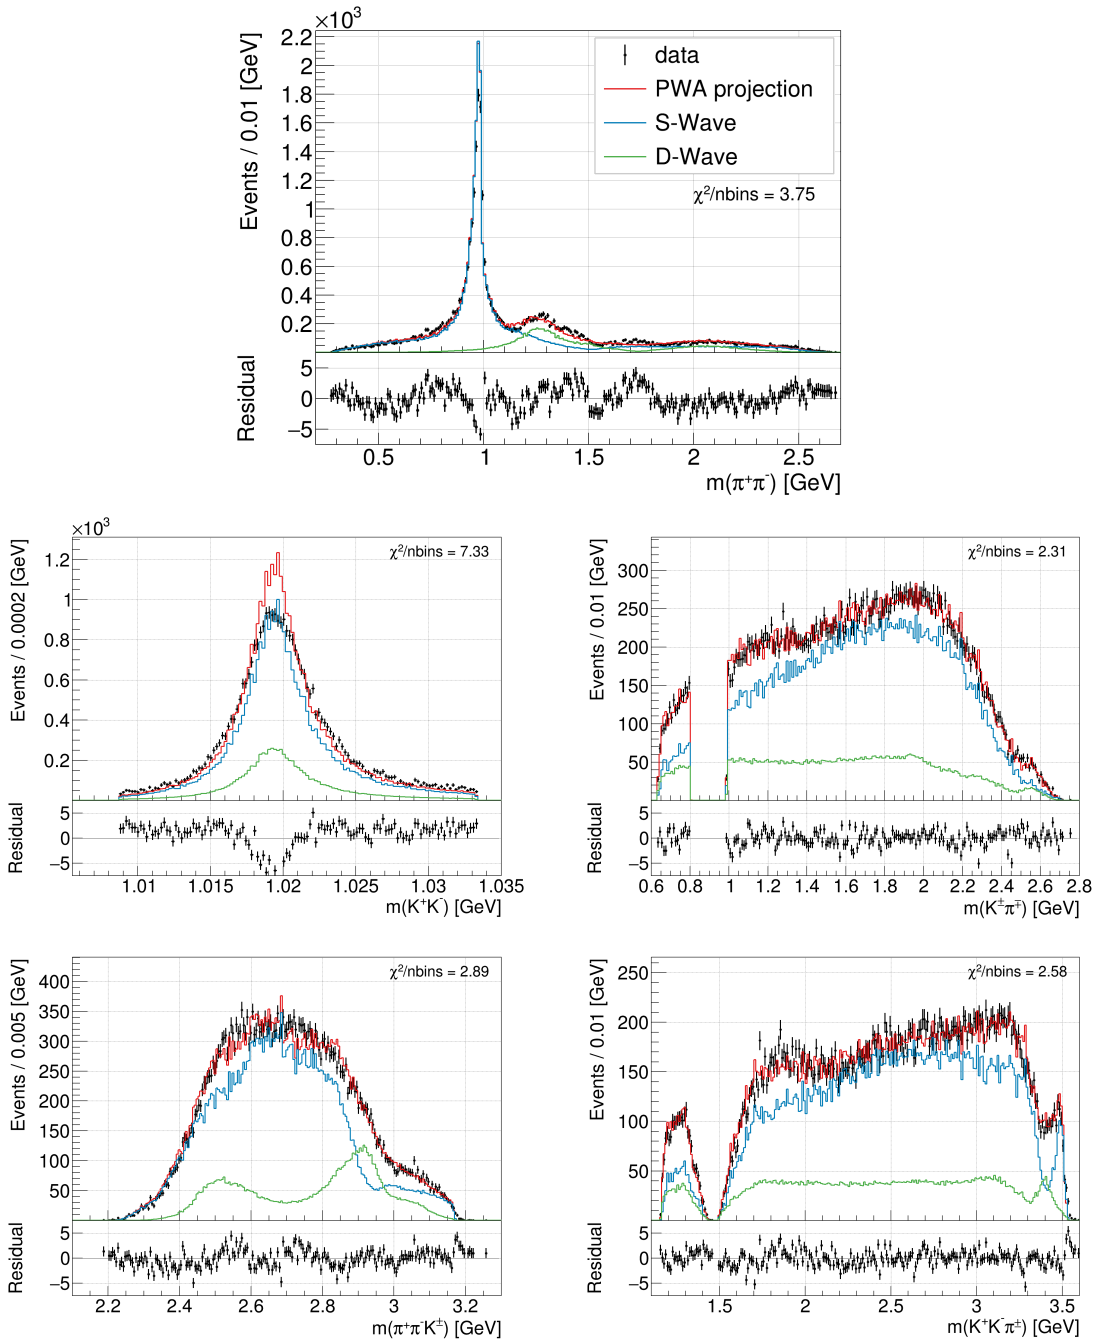 ×10³
Events / 0.01 [GeV]
2.2
2
1.8
1.6
1.4
1.2
1
0.8
0.6
0.4
0.2
data
PWA projection
S-Wave
D-Wave
χ²/nbins = 3.75
Residual
5
0
−5
0.5 1 1.5 2 2.5
m(π⁺π⁻) [GeV]
×10³
Events / 0.0002 [GeV]
1.2
1
0.8
0.6
0.4
0.2
χ²/nbins = 7.33
Residual
5
0
−5
1.01 1.015 1.02 1.025 1.03 1.035
m(K⁺K⁻) [GeV]
Events / 0.01 [GeV]
300
250
200
150
100
50
χ²/nbins = 2.31
Residual
5
0
−5
0.6 0.8 1 1.2 1.4 1.6 1.8 2 2.2 2.4 2.6 2.8
m(K±π∓) [GeV]
Events / 0.005 [GeV]
400
350
300
250
200
150
100
50
χ²/nbins = 2.89
Residual
5
0
−5
2.2 2.4 2.6 2.8 3 3.2
m(π⁺π⁻K±) [GeV]
Events / 0.01 [GeV]
250
200
150
100
50
χ²/nbins = 2.58
Residual
5
0
−5
1.5 2 2.5 3 3.5
m(K⁺K⁻π±) [GeV]